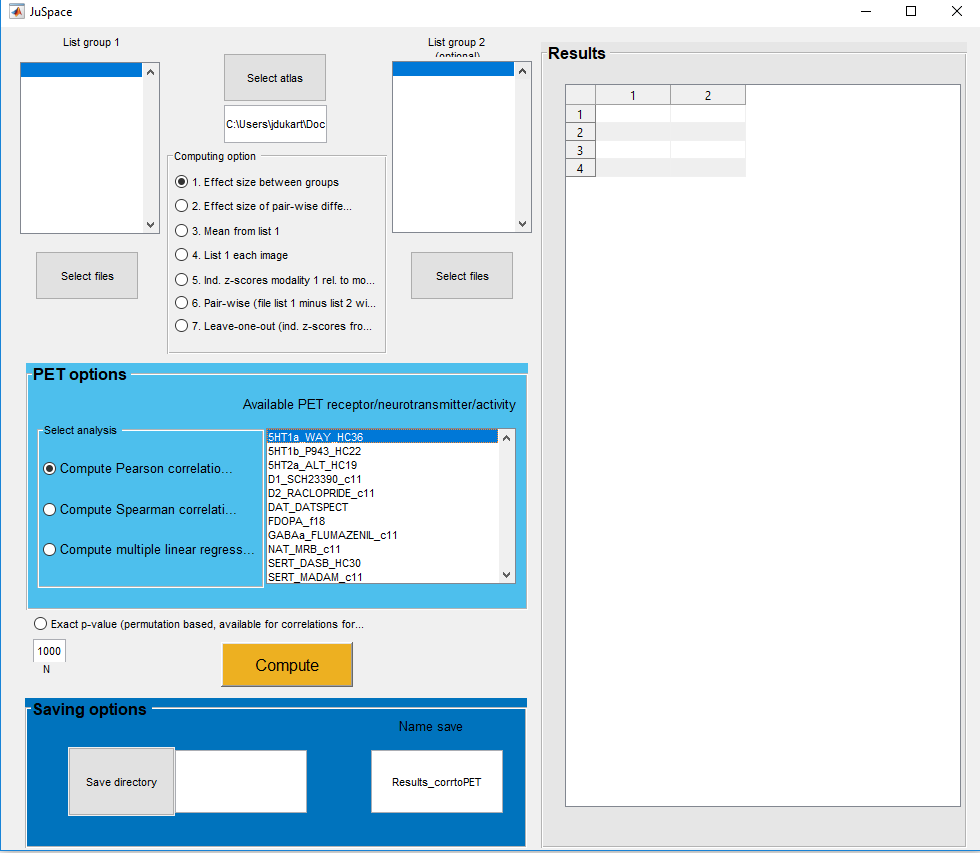 JuSpace
List group 1
Select atlas
C:\Users\jdukart\Doc
List group 2
(optional)
Computing option
1. Effect size between groups
2. Effect size of pair-wise diffe...
3. Mean from list 1
4. List 1 each image
5. Ind. z-scores modality 1 rel. to mo...
6. Pair-wise (file list 1 minus list 2 wi...
7. Leave-one-out (ind. z-scores fro...
Select files
Select files
PET options
Available PET receptor/neurotransmitter/activity
Select analysis
Compute Pearson correlatio...
Compute Spearman correlati...
Compute multiple linear regress...
5HT1a_WAY_HC36
5HT1b_P943_HC22
5HT2a_ALT_HC19
D1_SCH23390_c11
D2_RACLOPRIDE_c11
DAT_DATSPECT
FDOPA_f18
GABAa_FLUMAZENIL_c11
NAT_MRB_c11
SERT_DASB_HC30
SERT_MADAM_c11
Exact p-value (permutation based, available for correlations for...
1000
N
Compute
Saving options
Save directory
Name save
Results_corrtoPET
Results
1 2
1
2
3
4